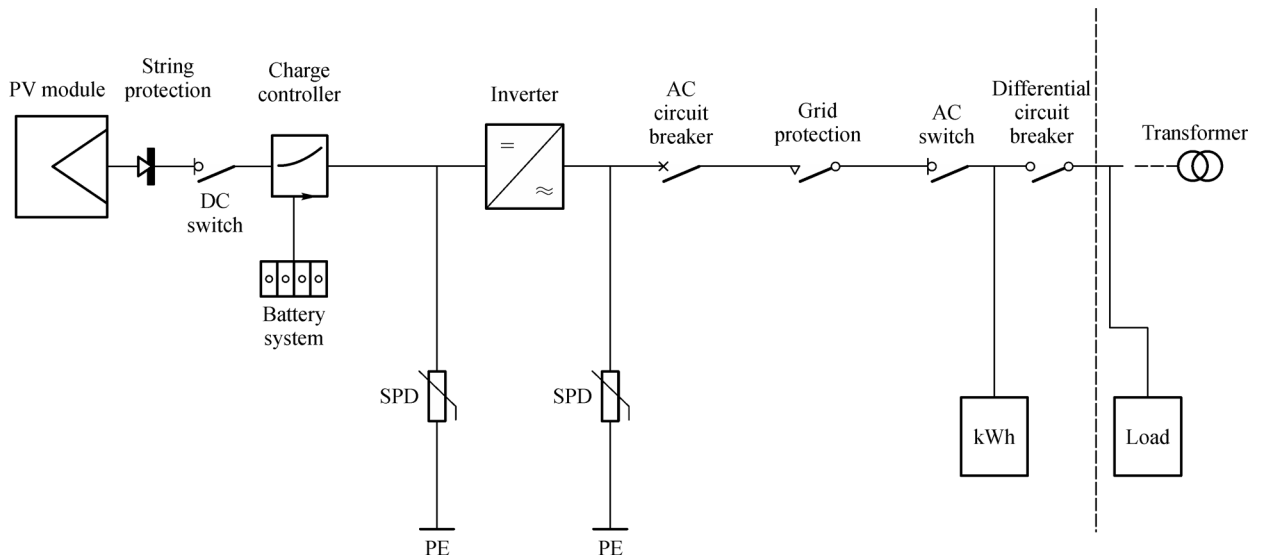 PV module
String
protection
DC
switch
Charge
controller
Battery
system
SPD
PE
Inverter
=
≈
SPD
PE
AC
circuit
breaker
Grid
protection
AC
switch
kWh
Differential
circuit
breaker
Load
Transformer